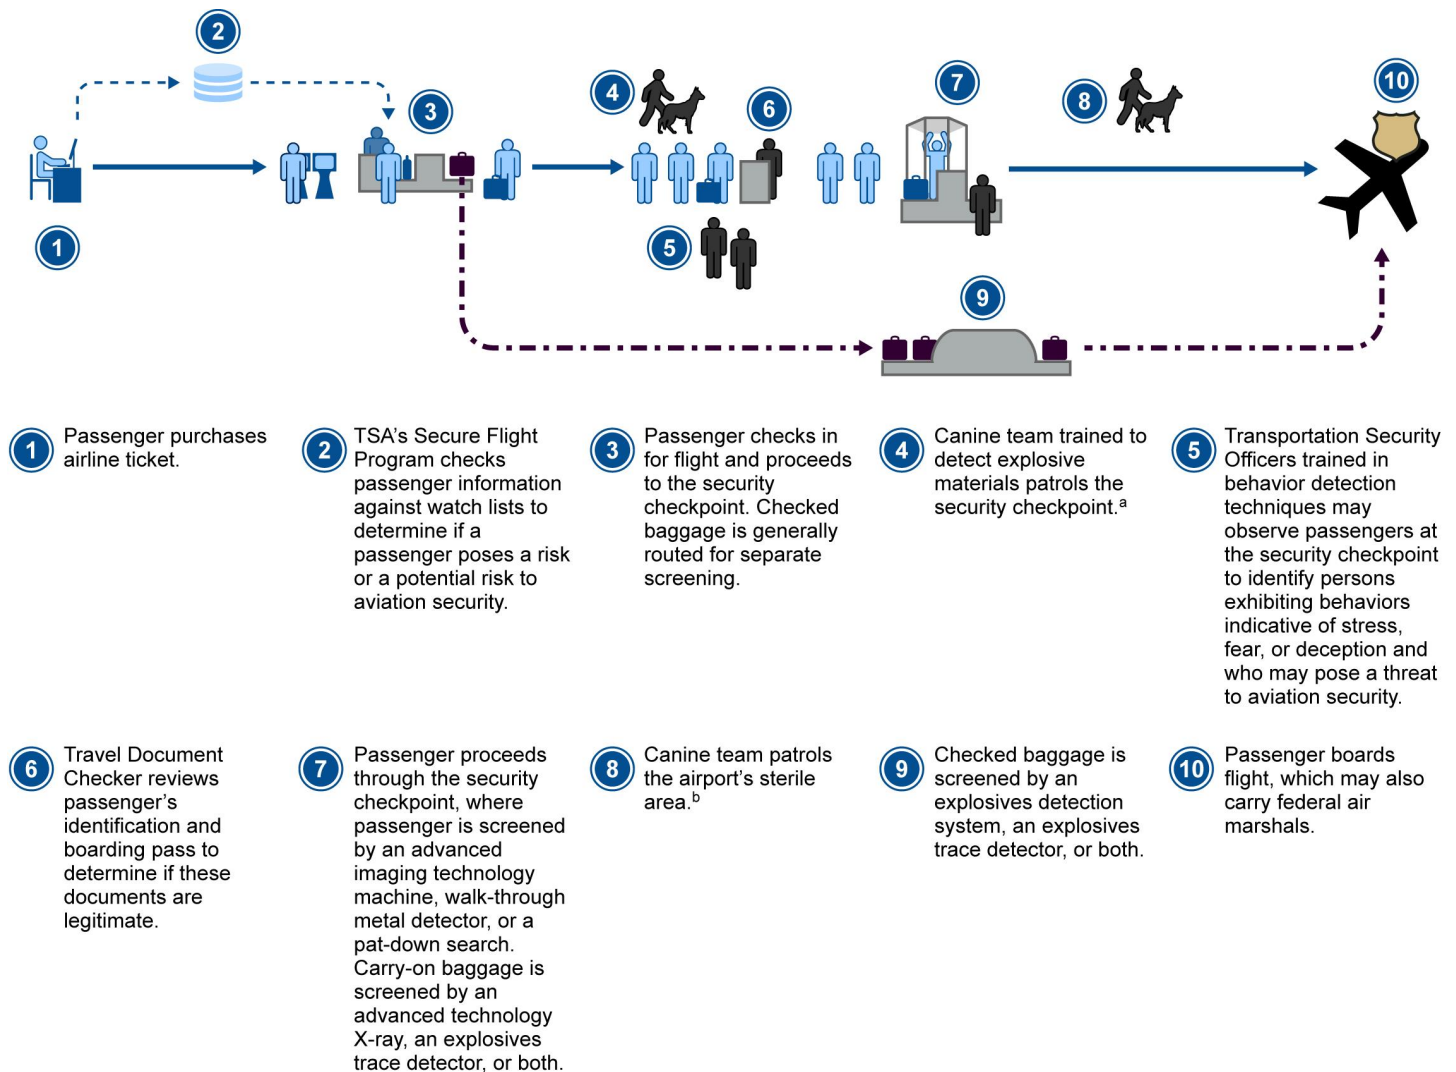 2
4
3
6
7
8
10
1
5
9
1
Passenger purchases
airline ticket.
2
TSA’s Secure Flight
Program checks
passenger information
against watch lists to
determine if a
passenger poses a risk
or a potential risk to
aviation security.
3
Passenger checks in
for flight and proceeds
to the security
checkpoint. Checked
baggage is generally
routed for separate
screening.
4
Canine team trained to
detect explosive
materials patrols the
security checkpoint.ᵃ
5
Transportation Security
Officers trained in
behavior detection
techniques may
observe passengers at
the security checkpoint
to identify persons
exhibiting behaviors
indicative of stress,
fear, or deception and
who may pose a threat
to aviation security.
6
Travel Document
Checker reviews
passenger’s
identification and
boarding pass to
determine if these
documents are
legitimate.
7
Passenger proceeds
through the security
checkpoint, where
passenger is screened
by an advanced
imaging technology
machine, walk-through
metal detector, or a
pat-down search.
Carry-on baggage is
screened by an
advanced technology
X-ray, an explosives
trace detector, or both.
8
Canine team patrols
the airport’s sterile
area.ᵇ
9
Checked baggage is
screened by an
explosives detection
system, an explosives
trace detector, or both.
10
Passenger boards
flight, which may also
carry federal air
marshals.